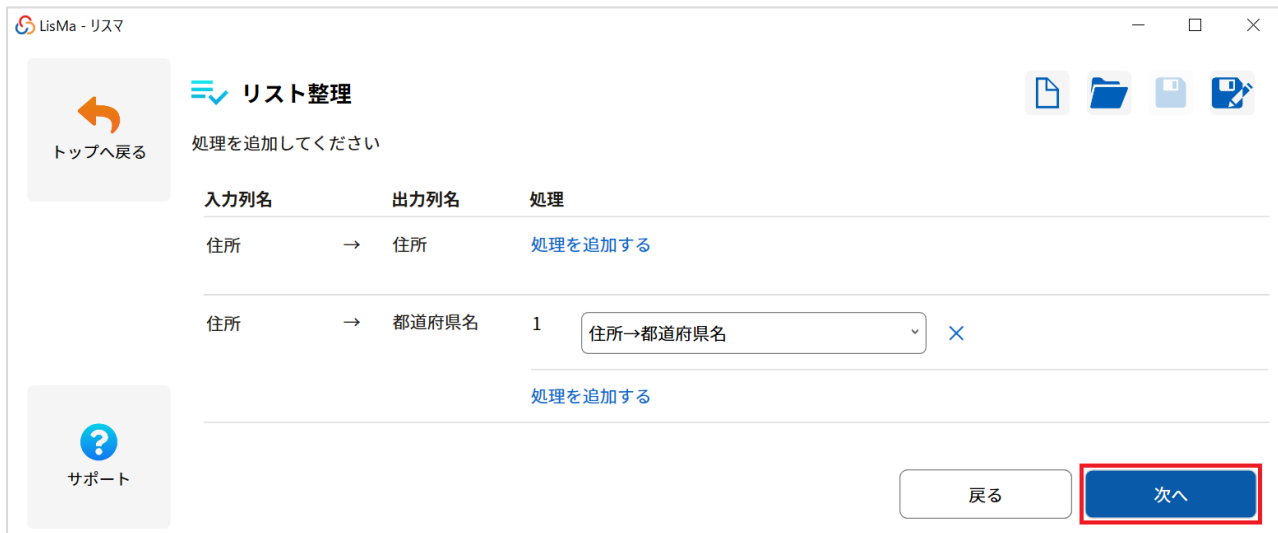 LisMa - リスマ
トップへ戻る
リスト整理
処理を追加してください
入力列名 出力列名 処理
住所 → 住所 処理を追加する
住所 → 都道府県名 1 住所→都道府県名
処理を追加する
サポート
戻る 次へ